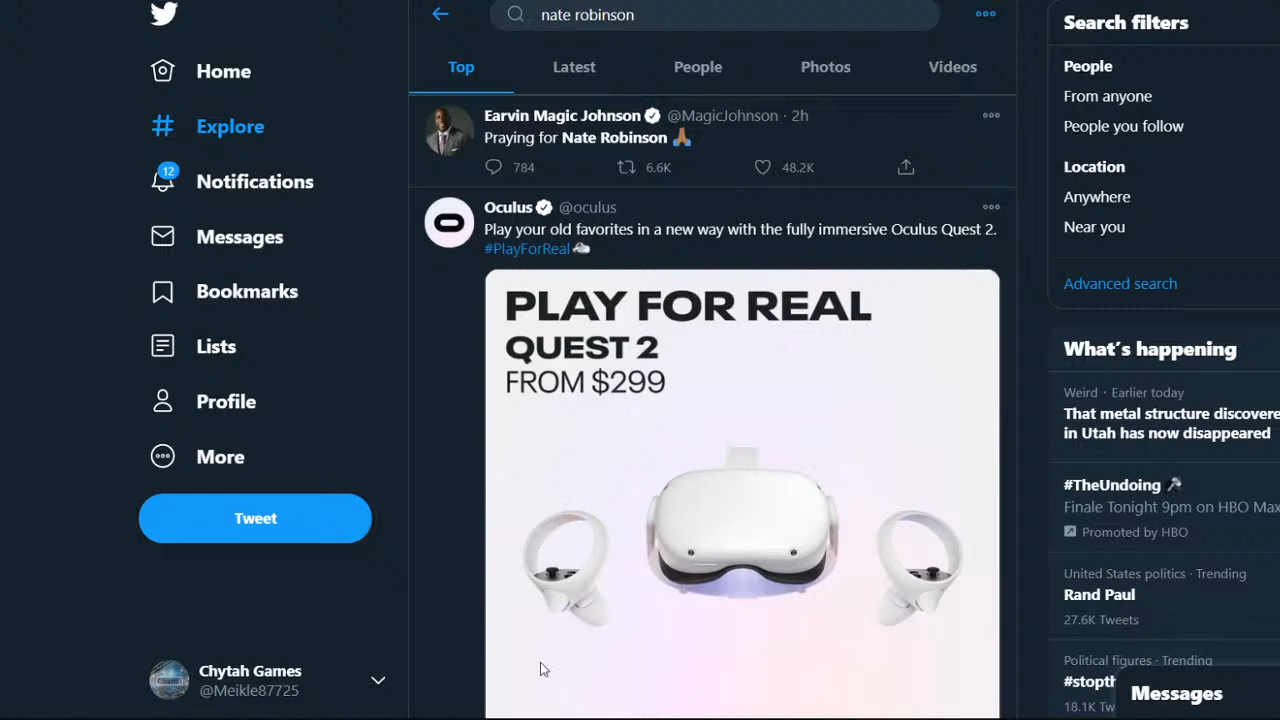 nate robinson
Home
Explore
12
Notifications
Messages
Bookmarks
Lists
Profile
More
Tweet
Chytah Games
@Meikle87725
Top
Latest
People
Photos
Videos
Earvin Magic Johnson @MagicJohnson · 2h
Praying for Nate Robinson 🙏🏾
784
6.6K
48.2K
Oculus @oculus
Play your old favorites in a new way with the fully immersive Oculus Quest 2.
#PlayForReal
PLAY FOR REAL
QUEST 2
FROM $299
Search filters
People
From anyone
People you follow
Location
Anywhere
Near you
Advanced search
What's happening
Weird · Earlier today
That metal structure discovere
in Utah has now disappeared
#TheUndoing
Finale Tonight 9pm on HBO Max
Promoted by HBO
United States politics · Trending
Rand Paul
27.6K Tweets
Political figures · Trending
#stopth
18.1K Tw
Messages